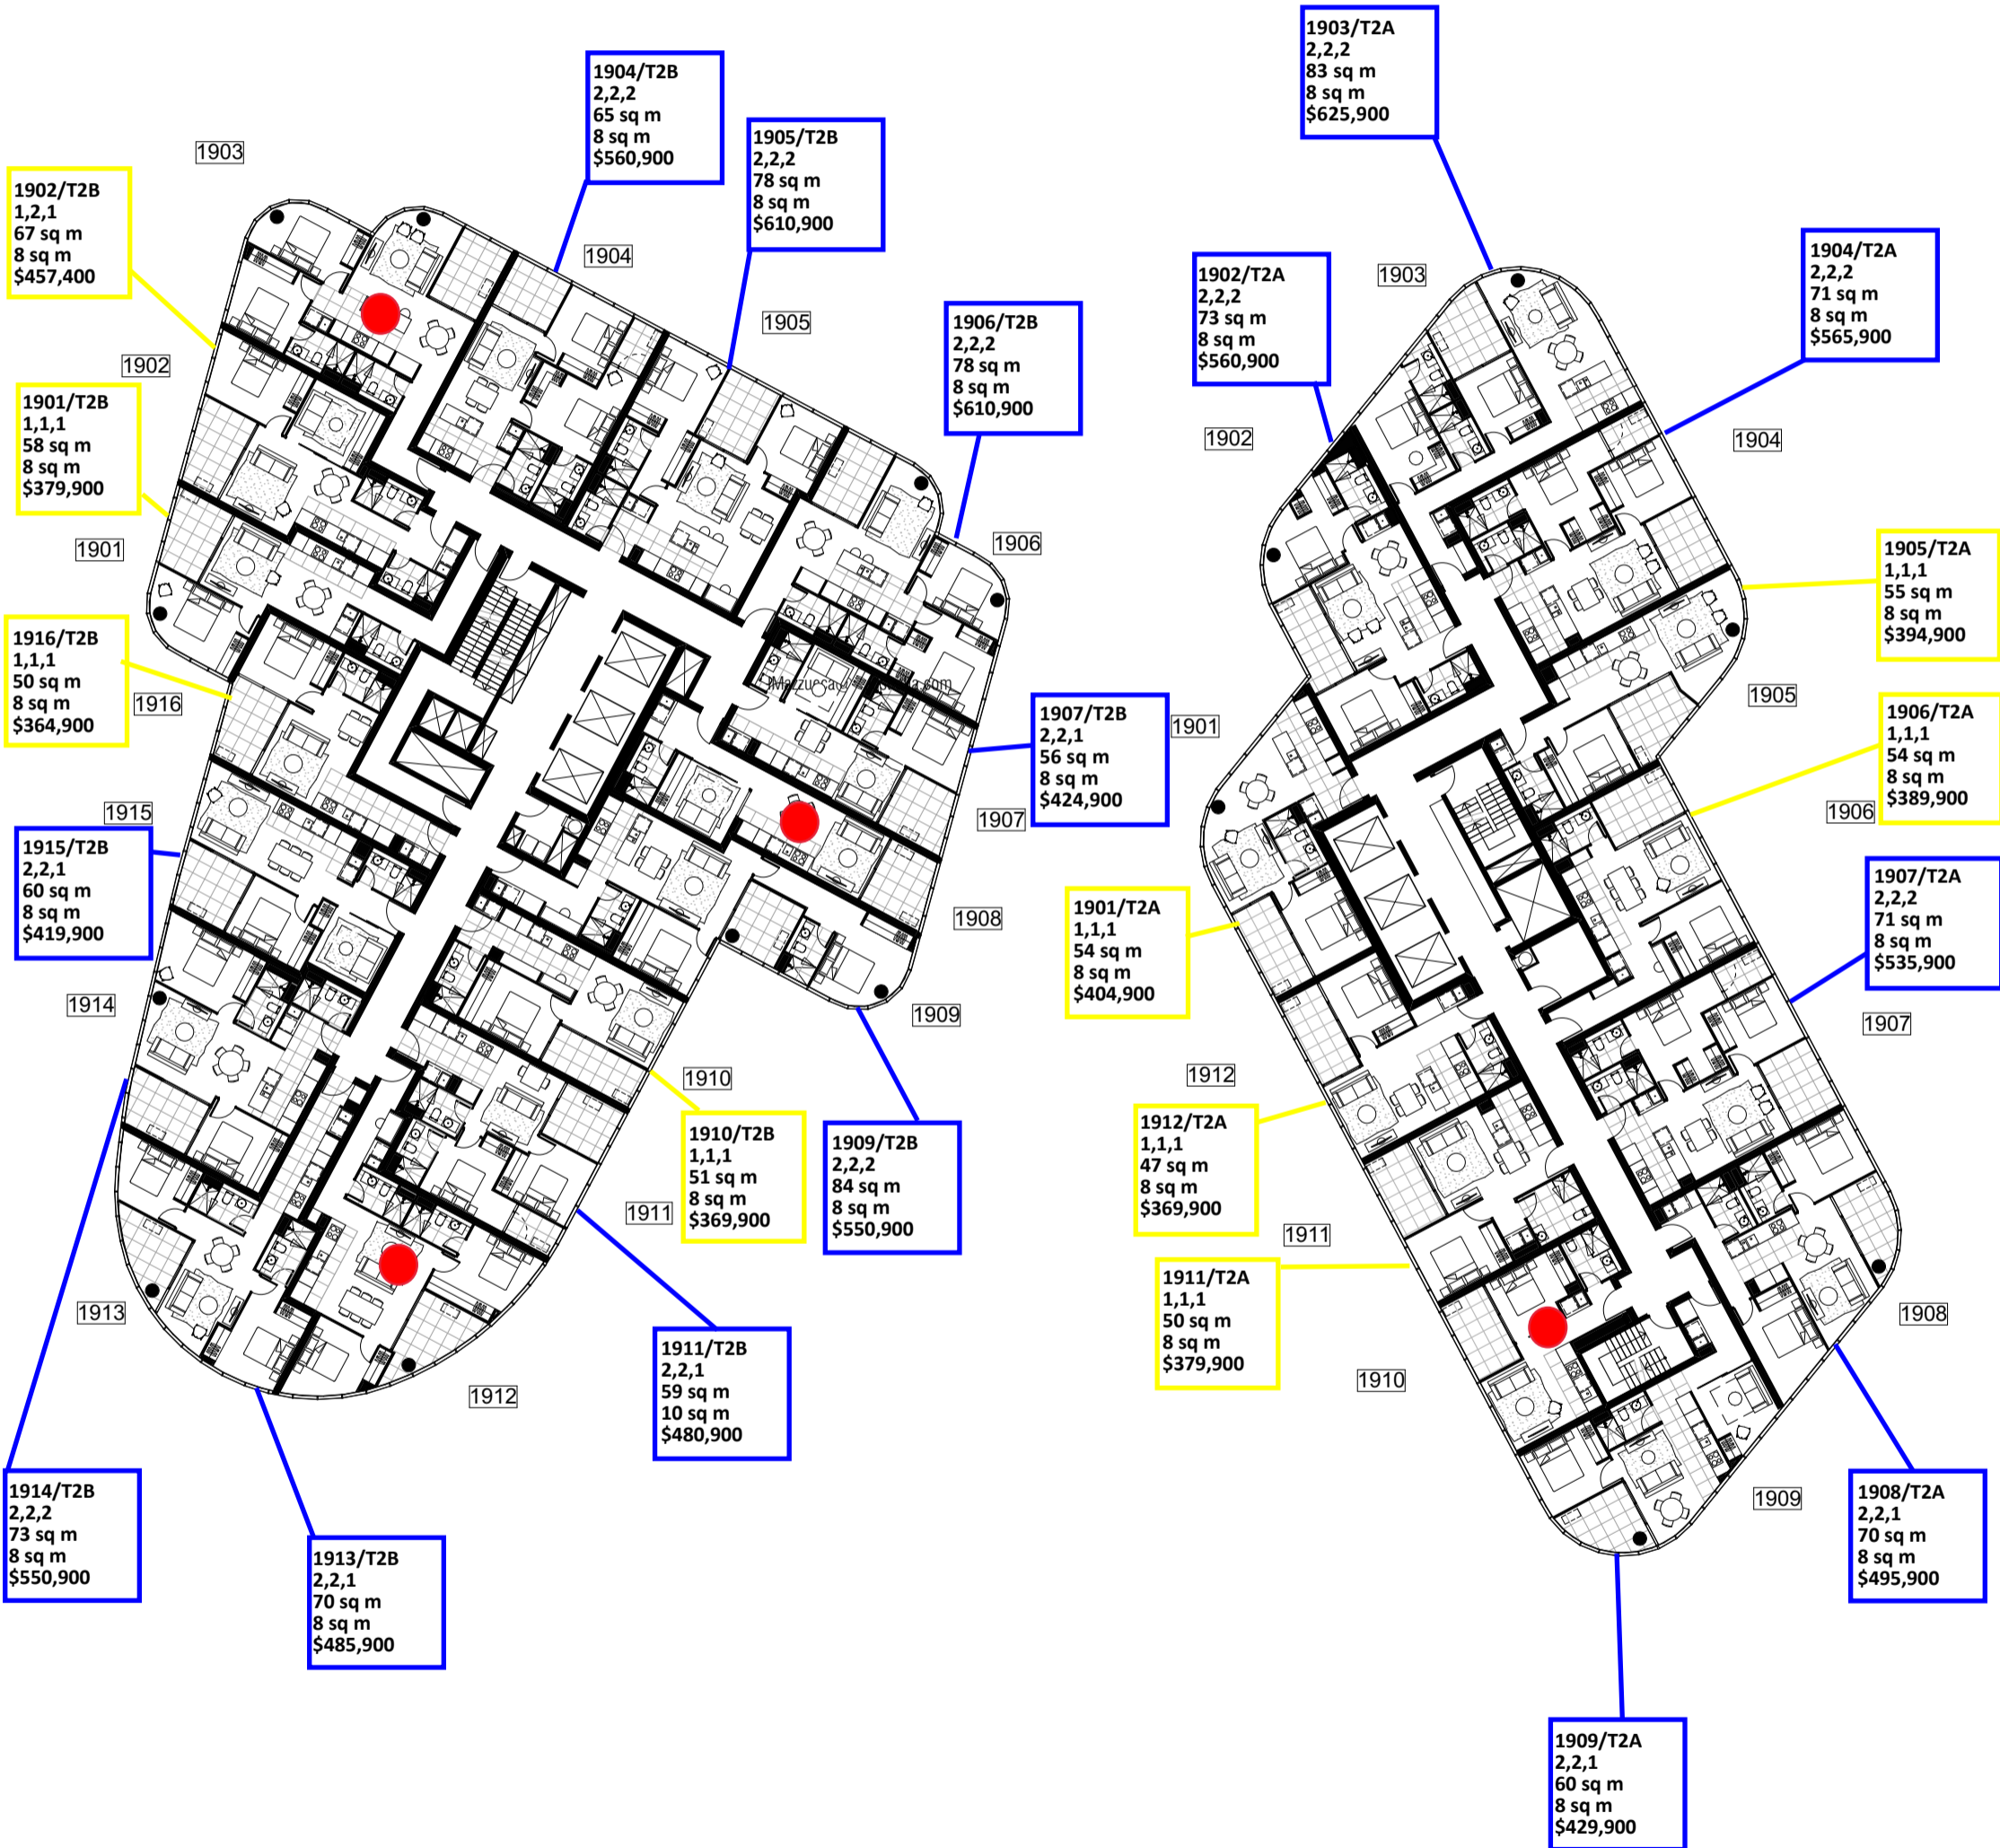 1903
1902/T2B
1,2,1
67 sq m
8 sq m
$457,400
1902
1901/T2B
1,1,1
58 sq m
8 sq m
$379,900
1901
1916/T2B
1,1,1
50 sq m
8 sq m
$364,900
1916
1915
1915/T2B
2,2,1
60 sq m
8 sq m
$419,900
1914
1913
1914/T2B
2,2,2
73 sq m
8 sq m
$550,900
1913/T2B
2,2,1
70 sq m
8 sq m
$485,900
1912
1904/T2B
2,2,2
65 sq m
8 sq m
$560,900
1904
1905/T2B
2,2,2
78 sq m
8 sq m
$610,900
1905
1906/T2B
2,2,2
78 sq m
8 sq m
$610,900
1906
1907/T2B
2,2,1
56 sq m
8 sq m
$424,900
1907
1908
1909
1909/T2B
2,2,2
84 sq m
8 sq m
$550,900
1910
1910/T2B
1,1,1
51 sq m
8 sq m
$369,900
1911
1911/T2B
2,2,1
59 sq m
10 sq m
$480,900
1903/T2A
2,2,2
83 sq m
8 sq m
$625,900
1903
1902/T2A
2,2,2
73 sq m
8 sq m
$560,900
1902
1904/T2A
2,2,2
71 sq m
8 sq m
$565,900
1904
1905/T2A
1,1,1
55 sq m
8 sq m
$394,900
1905
1906/T2A
1,1,1
54 sq m
8 sq m
$389,900
1906
1907/T2A
2,2,2
71 sq m
8 sq m
$535,900
1907
1901
1901/T2A
1,1,1
54 sq m
8 sq m
$404,900
1912
1912/T2A
1,1,1
47 sq m
8 sq m
$369,900
1911
1911/T2A
1,1,1
50 sq m
8 sq m
$379,900
1910
1908
1908/T2A
2,2,1
70 sq m
8 sq m
$495,900
1909
1909/T2A
2,2,1
60 sq m
8 sq m
$429,900